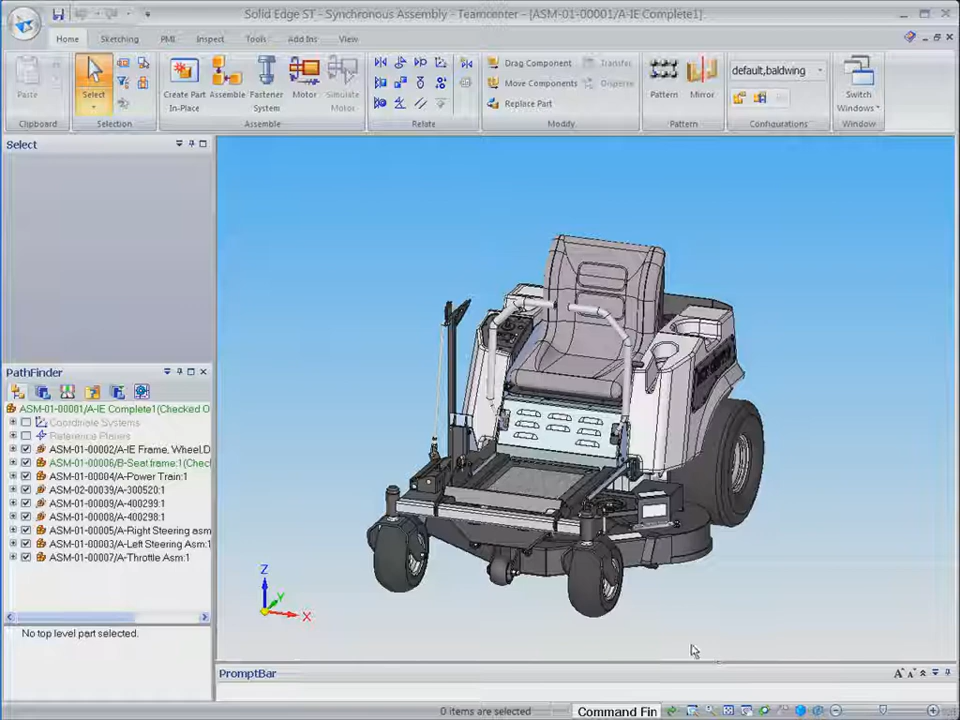 Solid Edge ST - Synchronous Assembly - Teamcenter - [ASM-01-00001/A-IE Complete1]
Home Sketching PMI Inspect Tools Add Ins View
Paste
Select
Create Part In-Place
Assemble
Fastener System
Motor
Simulate Motor
Drag Component
Move Components
Replace Part
Transfer
Disperse
Pattern
Mirror
default,baldwing
Switch Windows
Clipboard Selection Assemble Relate Modify Pattern Configurations Window
Select
PathFinder
ASM-01-00001/A-IE Complete1(Checked O
Coordinate Systems
Reference Planes
ASM-01-00002/A-IE Frame, Wheel,D
ASM-01-00006/B-Seat frame:1(Chec
ASM-01-00004/A-Power Train:1
ASM-02-00039/A-300520:1
ASM-01-00009/A-400299:1
ASM-01-00008/A-400298:1
ASM-01-00005/A-Right Steering asm
ASM-01-00003/A-Left Steering Asm:1
ASM-01-00007/A-Throttle Asm:1
No top level part selected.
Z
Y
X
PromptBar
0 items are selected
Command Fin